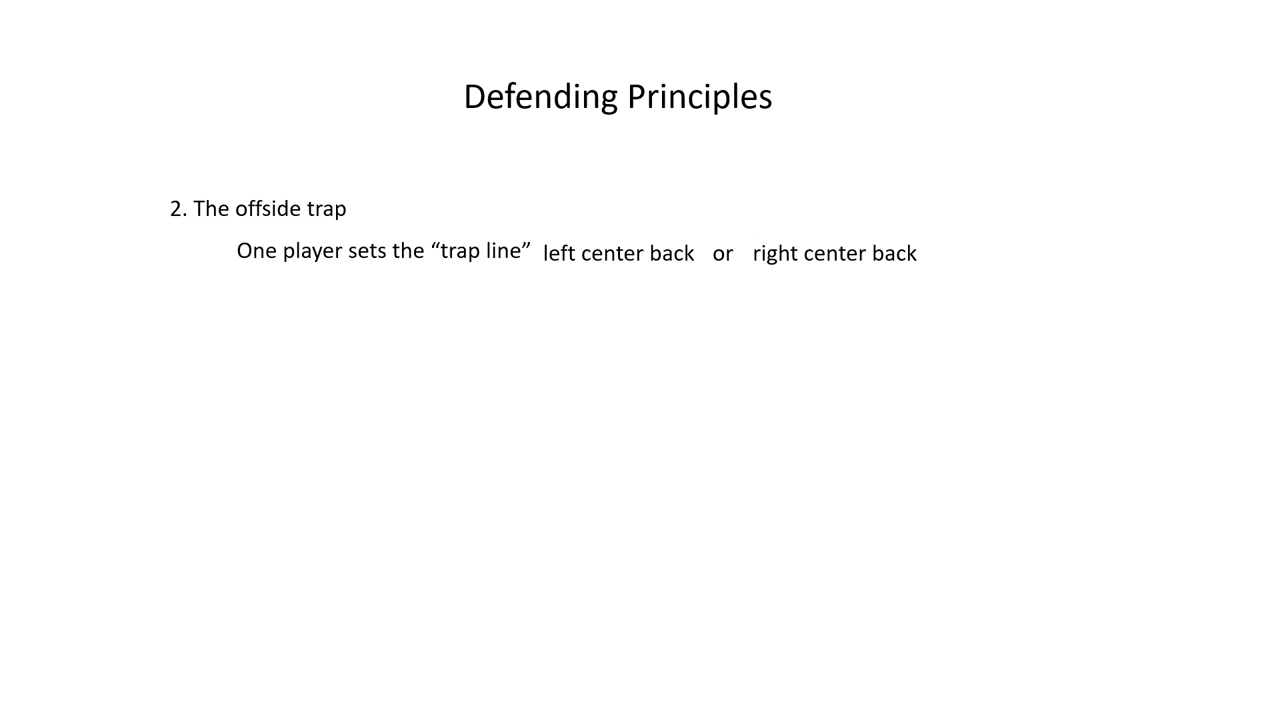 Defending Principles
2. The offside trap
One player sets the “trap line” left center back or right center back